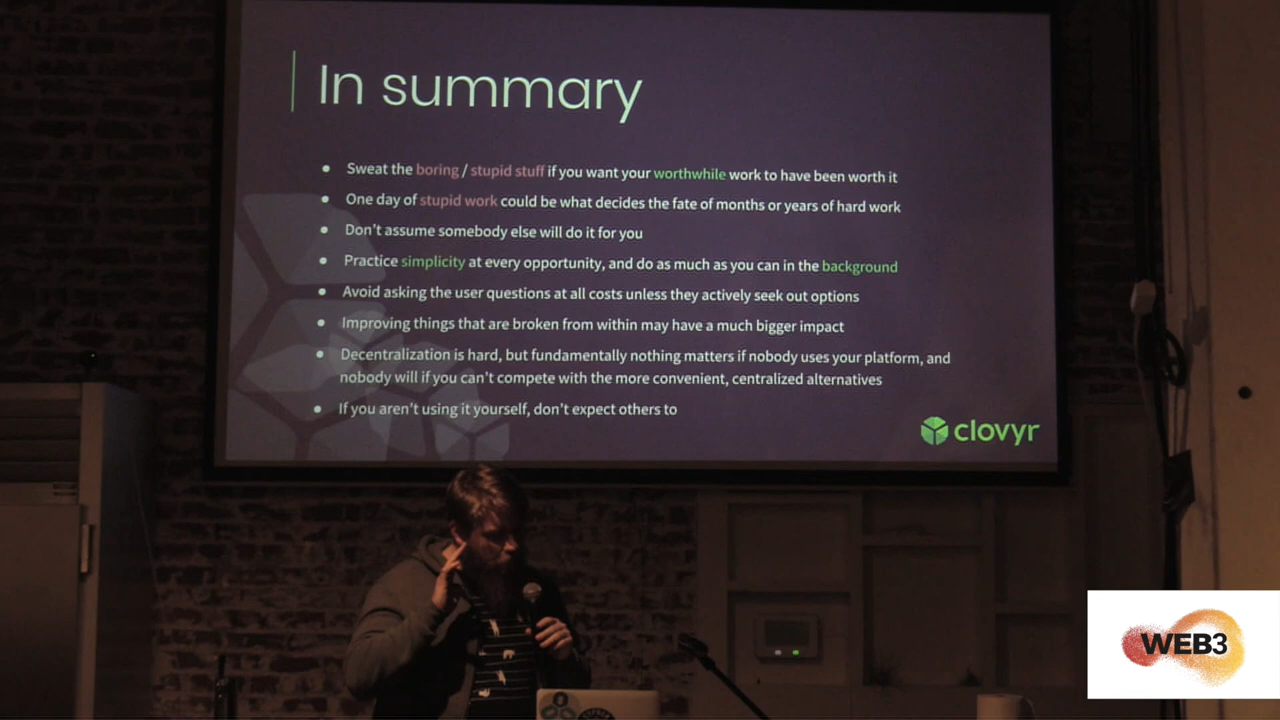 In summary
• Sweat the boring / stupid stuff if you want your worthwhile work to have been worth it
• One day of stupid work could be what decides the fate of months or years of hard work
• Don't assume somebody else will do it for you
• Practice simplicity at every opportunity, and do as much as you can in the background
• Avoid asking the user questions at all costs unless they actively seek out options
• Improving things that are broken from within may have a much bigger impact
• Decentralization is hard, but fundamentally nothing matters if nobody uses your platform, and
nobody will if you can't compete with the more convenient, centralized alternatives
• If you aren't using it yourself, don't expect others to
clovyr
WEB3